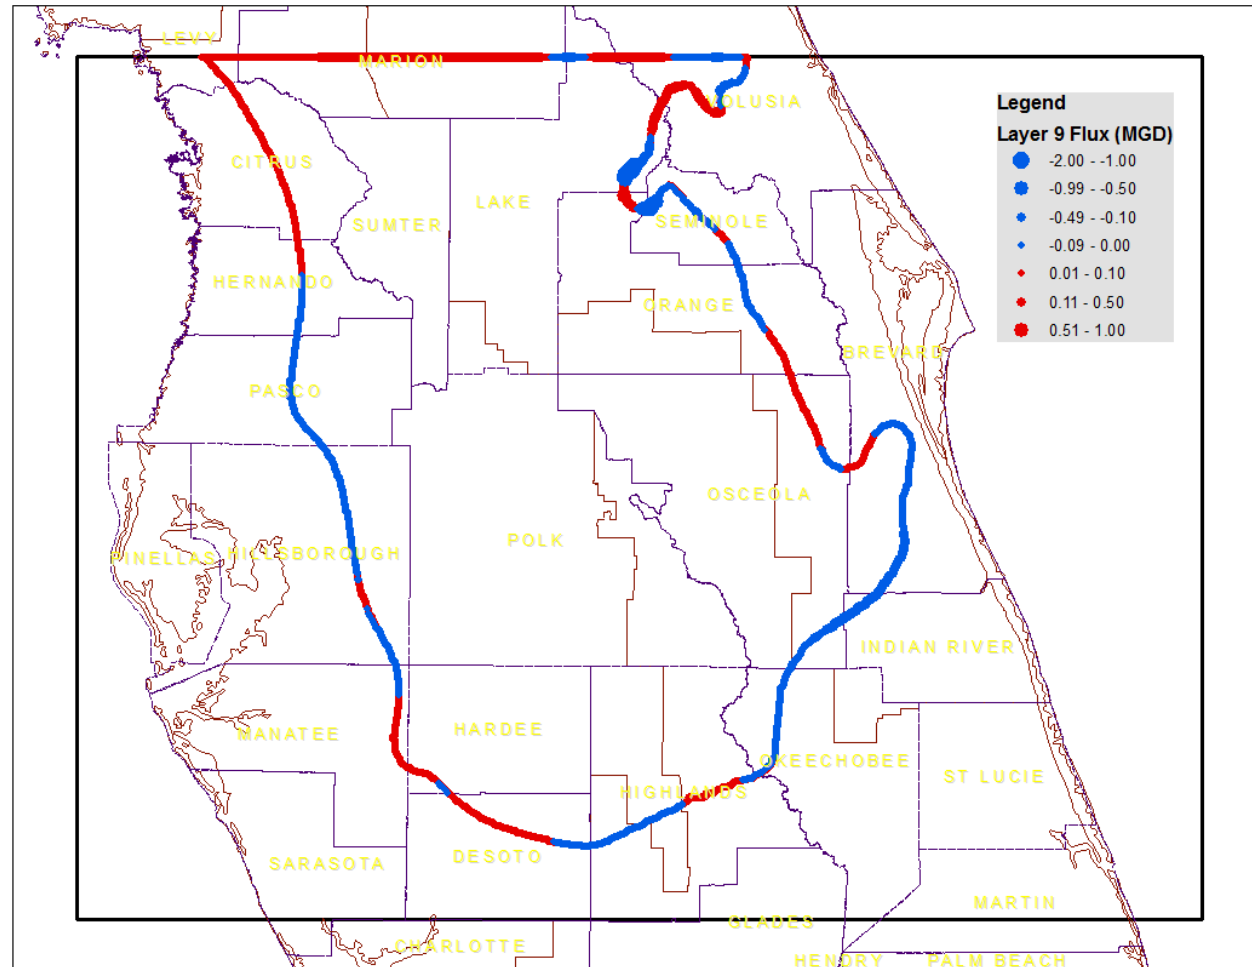 LEVY
MARION
VOLUSIA
Legend
Layer 9 Flux (MGD)
-2.00 - -1.00
-0.99 - -0.50
-0.49 - -0.10
-0.09 - 0.00
0.01 - 0.10
0.11 - 0.50
0.51 - 1.00
CITRUS
LAKE
SUMTER
SEMINOLE
HERNANDO
ORANGE
BREVARD
PASCO
OSCEOLA
POLK
PINELLAS
HILLSBOROUGH
INDIAN RIVER
MANATEE
HARDEE
OKEECHOBEE
ST LUCIE
HIGHLANDS
SARASOTA
DESOTO
MARTIN
GLADES
CHARLOTTE
HENDRY
PALM BEACH